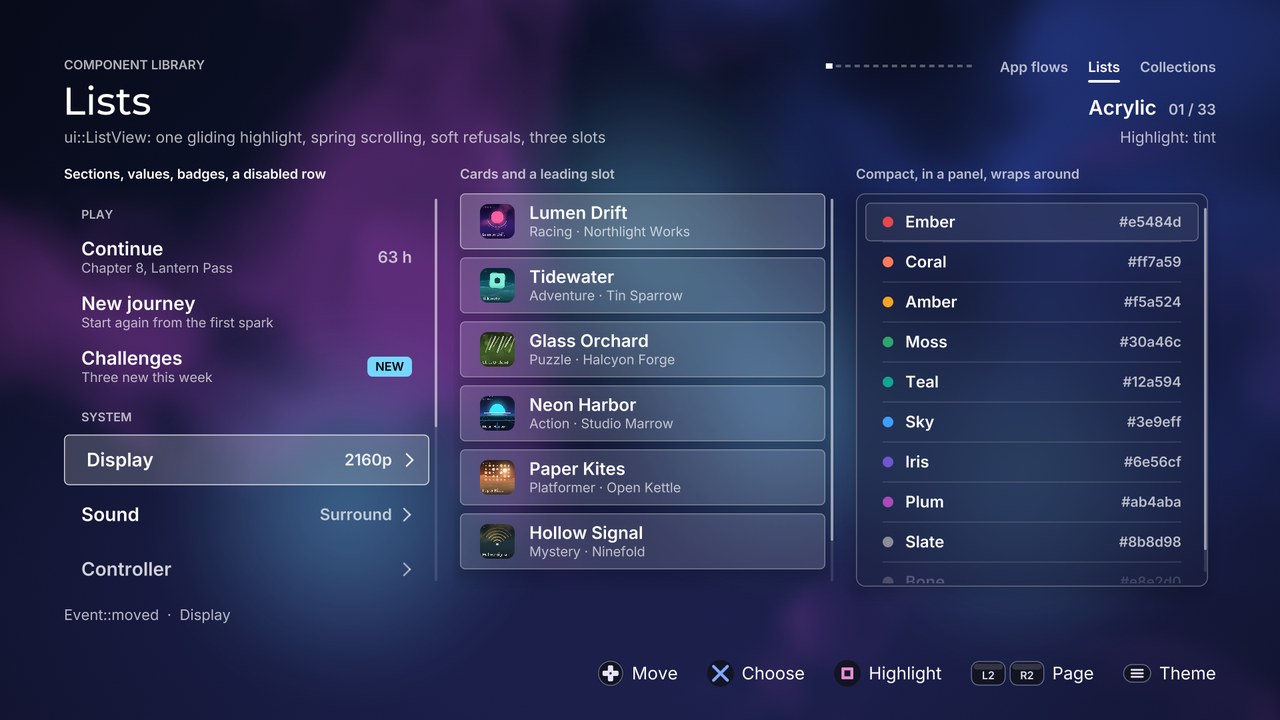 COMPONENT LIBRARY
Lists
ui::ListView: one gliding highlight, spring scrolling, soft refusals, three slots
App flows
Lists
Collections
Acrylic 01 / 33
Highlight: tint
Sections, values, badges, a disabled row
PLAY
Continue
Chapter 8, Lantern Pass
63 h
New journey
Start again from the first spark
Challenges
Three new this week
NEW
SYSTEM
Display 2160p
Sound Surround
Controller
Event::moved · Display
Cards and a leading slot
Lumen Drift
Racing · Northlight Works
Tidewater
Adventure · Tin Sparrow
Glass Orchard
Puzzle · Halcyon Forge
Neon Harbor
Action · Studio Marrow
Paper Kites
Platformer · Open Kettle
Hollow Signal
Mystery · Ninefold
Compact, in a panel, wraps around
Ember #e5484d
Coral #ff7a59
Amber #f5a524
Moss #30a46c
Teal #12a594
Sky #3e9eff
Iris #6e56cf
Plum #ab4aba
Slate #8b8d98
Bone #e8e2d0
Move
Choose
Highlight
L2 R2 Page
Theme